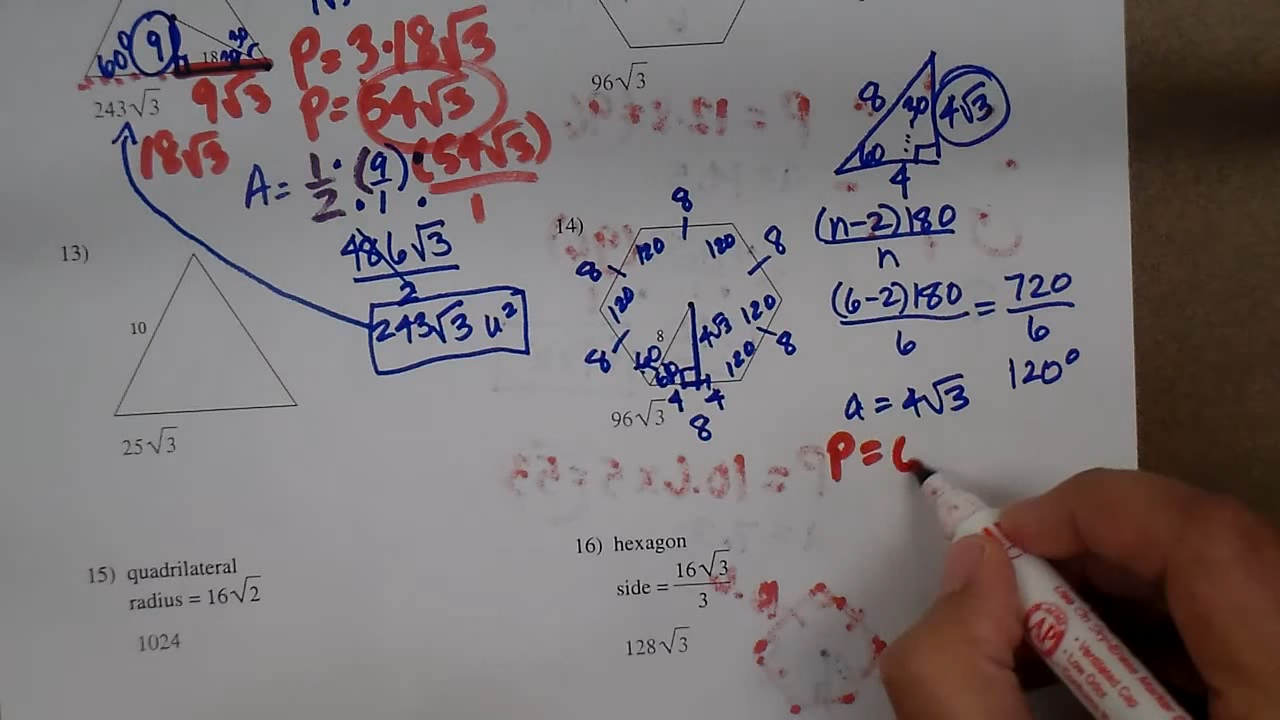 60° 9 18 30 30
P = 3·18√3
243√3 9√3
P = 54√3
18√3
A = 1/2 · (9)/1 · (54√3)/1
486√3/2
243√3 u²
96√3
8 30 4√3
60
4
14) 8
120 120
8 8
120 120
8 4√3 8
8 60 60 120
4 4
96√3
8
(n-2)180/n
(6-2)180/6 = 720/6
120°
a = 4√3
P = 6
13)
10
25√3
15) quadrilateral
radius = 16√2
1024
16) hexagon
side = 16√3/3
128√3